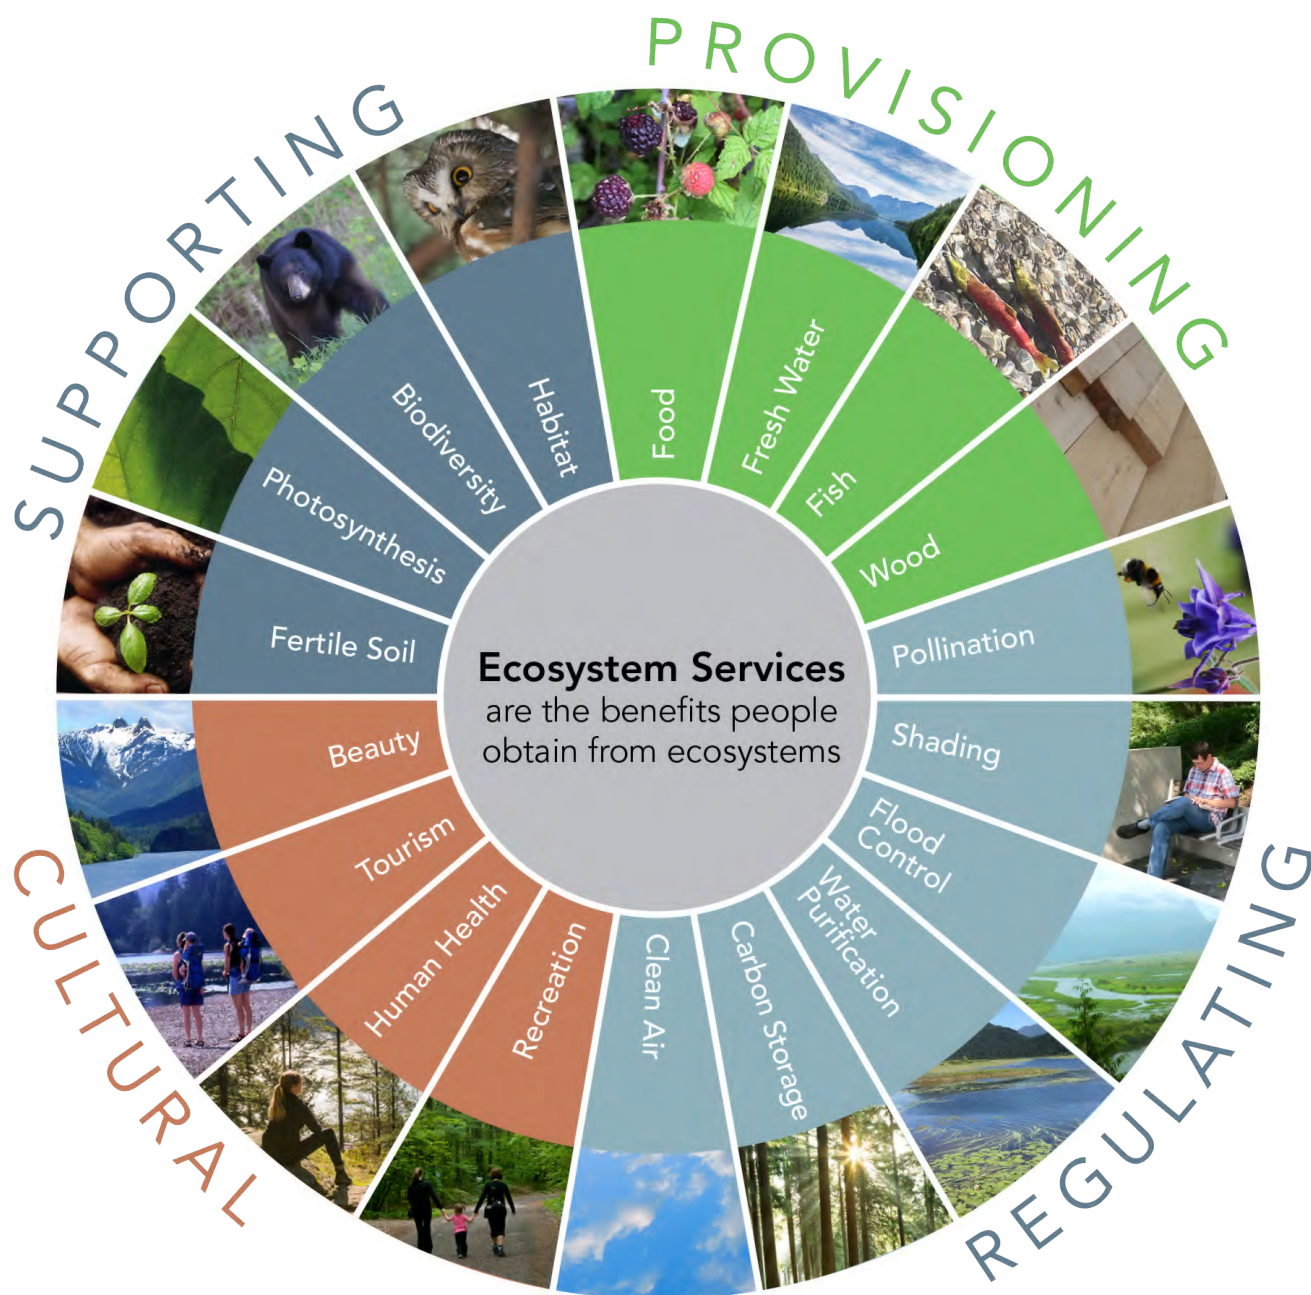 PROVISIONING
SUPPORTING
Food
Fresh Water
Fish
Wood
Pollination
Shading
Flood
Control
Water
Purification
Carbon Storage
Clean Air
Recreation
Human Health
Tourism
Beauty
Fertile Soil
Photosynthesis
Biodiversity
Habitat
Ecosystem Services
are the benefits people
obtain from ecosystems
CULTURAL
REGULATING